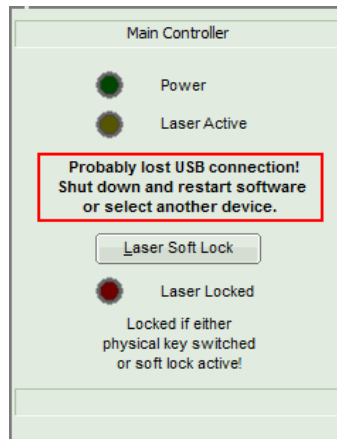 Main Controller
Power
Laser Active
Probably lost USB connection!
Shut down and restart software
or select another device.
Laser Soft Lock
Laser Locked
Locked if either
physical key switched
or soft lock active!